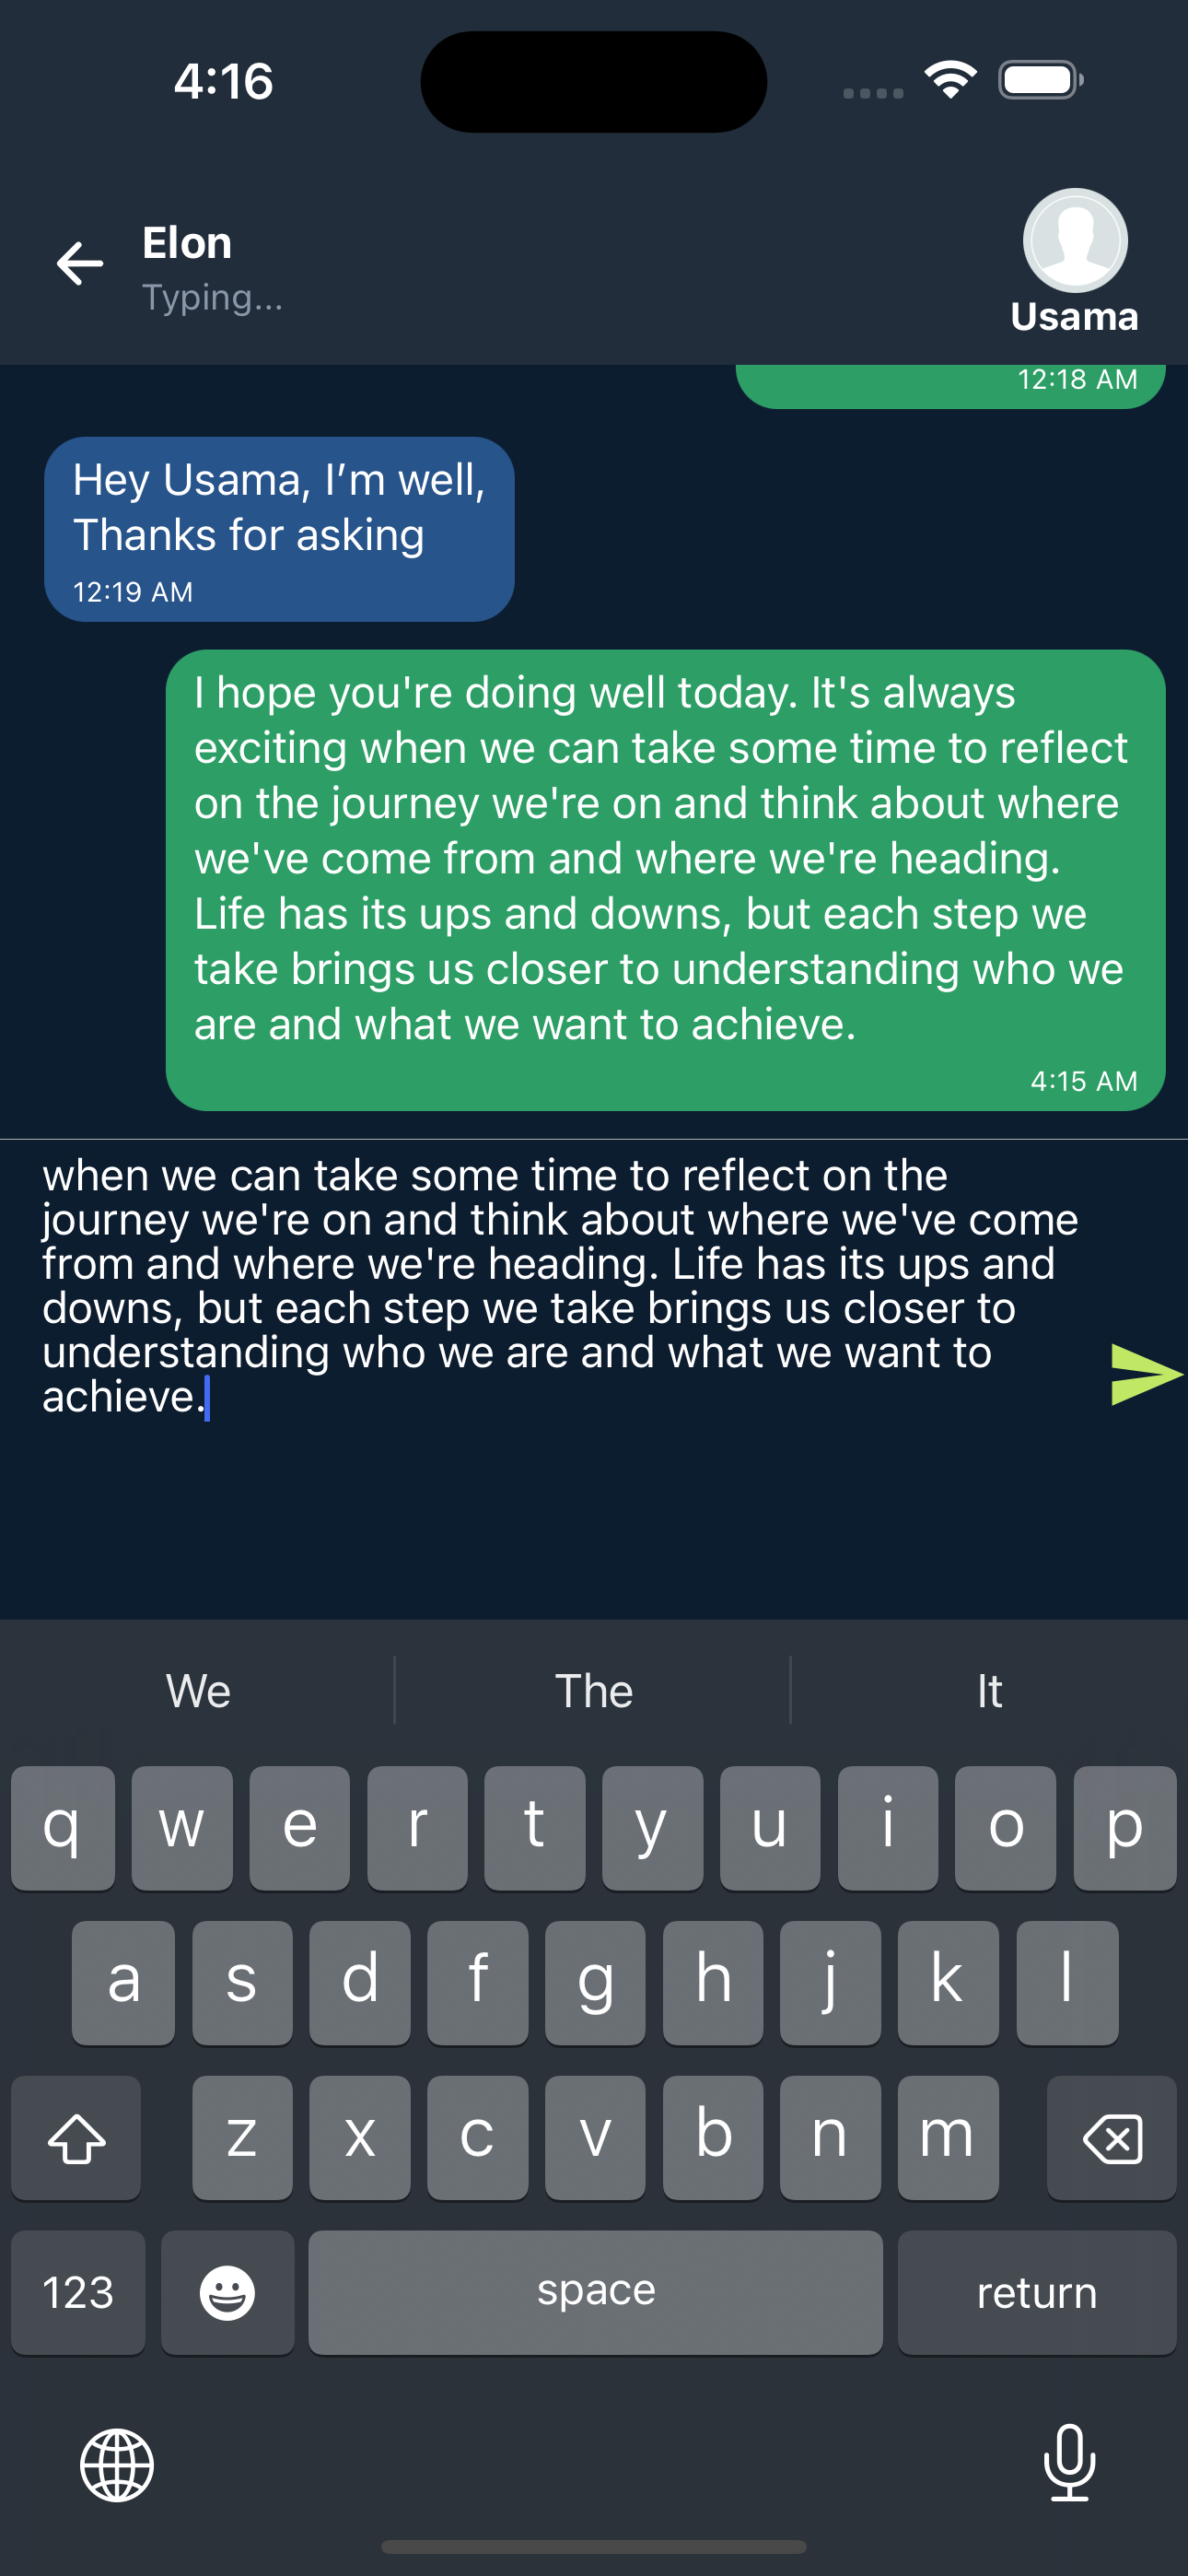 4:16
Elon
Typing...
Usama
12:18 AM
Hey Usama, I’m well,
Thanks for asking
12:19 AM
I hope you're doing well today. It's always
exciting when we can take some time to reflect
on the journey we're on and think about where
we've come from and where we're heading.
Life has its ups and downs, but each step we
take brings us closer to understanding who we
are and what we want to achieve.
4:15 AM
when we can take some time to reflect on the
journey we're on and think about where we've come
from and where we're heading. Life has its ups and
downs, but each step we take brings us closer to
understanding who we are and what we want to
achieve.
We The It
q w e r t y u i o p
a s d f g h j k l
z x c v b n m
123 space return